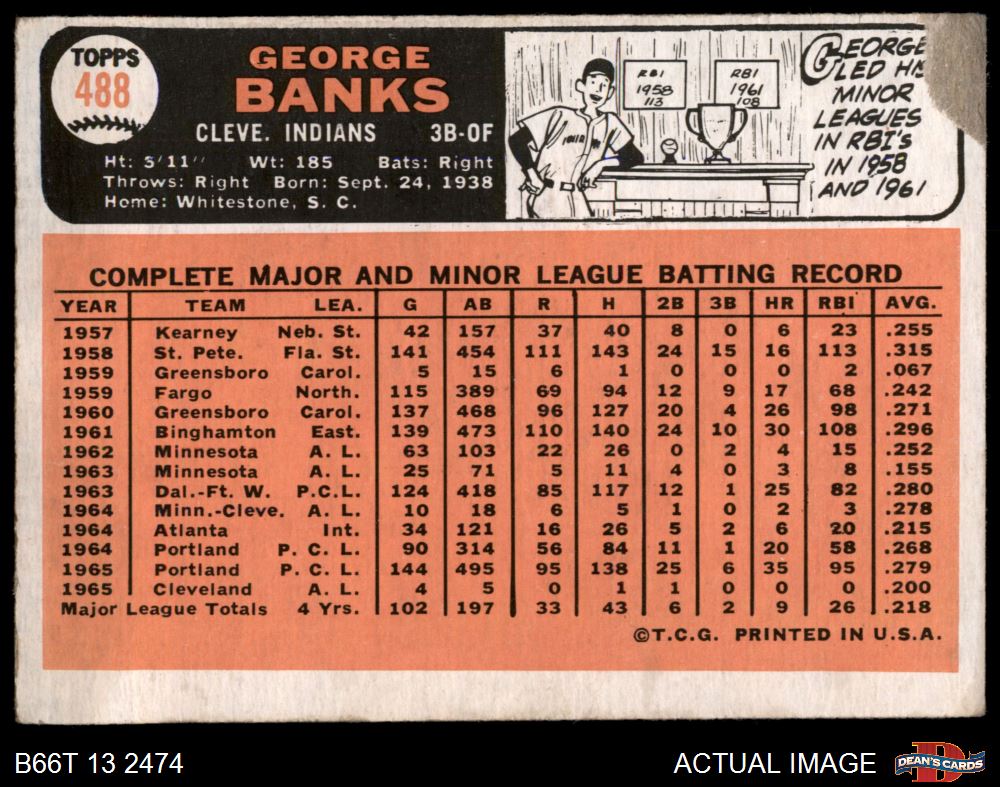 TOPPS
488
GEORGE
BANKS
CLEVE. INDIANS 3B-OF
Ht: 5'11" Wt: 185 Bats: Right
Throws: Right Born: Sept. 24, 1938
Home: Whitestone, S. C.
RBI
1958
113
RBI
1961
108
GEORGE
LED HIS
MINOR
LEAGUES
IN RBI'S
IN 1958
AND 1961
COMPLETE MAJOR AND MINOR LEAGUE BATTING RECORD
YEAR TEAM LEA. G AB R H 2B 3B HR RBI AVG.
1957 Kearney Neb. St. 42 157 37 40 8 0 6 23 .255
1958 St. Pete. Fla. St. 141 454 111 143 24 15 16 113 .315
1959 Greensboro Carol. 5 15 6 1 0 0 0 2 .067
1959 Fargo North. 115 389 69 94 12 9 17 68 .242
1960 Greensboro Carol. 137 468 96 127 20 4 26 98 .271
1961 Binghamton East. 139 473 110 140 24 10 30 108 .296
1962 Minnesota A. L. 63 103 22 26 0 2 4 15 .252
1963 Minnesota A. L. 25 71 5 11 4 0 3 8 .155
1963 Dal.-Ft. W. P.C.L. 124 418 85 117 12 1 25 82 .280
1964 Minn.-Cleve. A. L. 10 18 6 5 1 0 2 3 .278
1964 Atlanta Int. 34 121 16 26 5 2 6 20 .215
1964 Portland P. C. L. 90 314 56 84 11 1 20 58 .268
1965 Portland P. C. L. 144 495 95 138 25 6 35 95 .279
1965 Cleveland A. L. 4 5 0 1 1 0 0 0 .200
Major League Totals 4 Yrs. 102 197 33 43 6 2 9 26 .218
©T.C.G. PRINTED IN U.S.A.
B66T 13 2474
ACTUAL IMAGE
DEAN'S CARDS